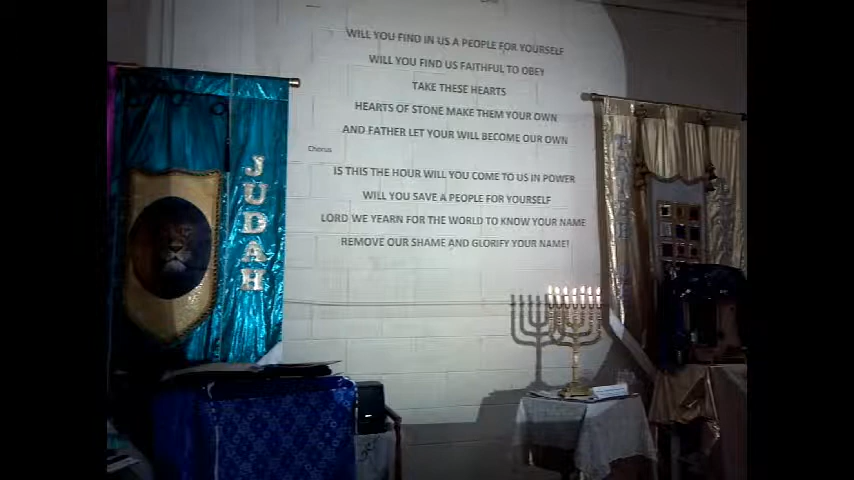 WILL YOU FIND IN US A PEOPLE FOR YOURSELF
WILL YOU FIND US FAITHFUL TO OBEY
TAKE THESE HEARTS
HEARTS OF STONE MAKE THEM YOUR OWN
AND FATHER LET YOUR WILL BECOME OUR OWN
Chorus
IS THIS THE HOUR WILL YOU COME TO US IN POWER
WILL YOU SAVE A PEOPLE FOR YOURSELF
LORD WE YEARN FOR THE WORLD TO KNOW YOUR NAME
REMOVE OUR SHAME AND GLORIFY YOUR NAME!
JUDAH